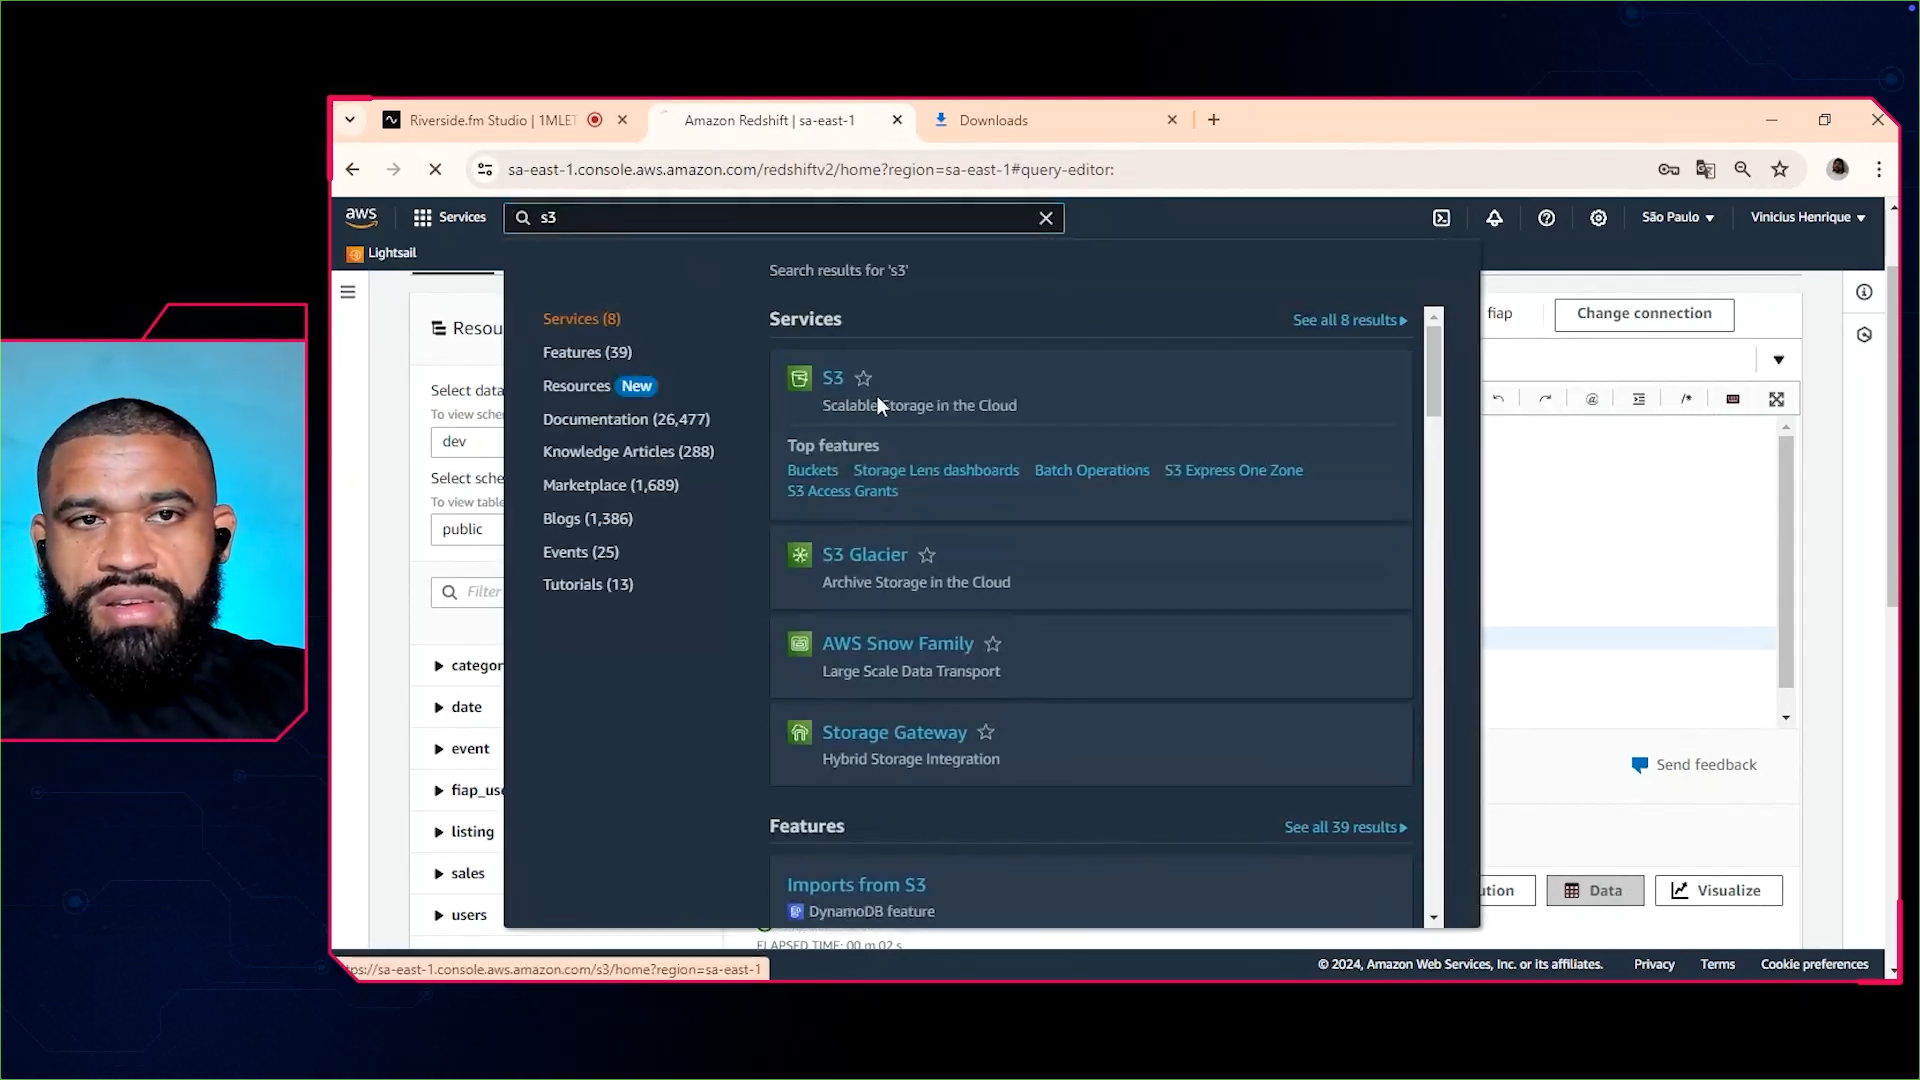 Riverside.fm Studio | 1MLET
Amazon Redshift | sa-east-1
Downloads
sa-east-1.console.aws.amazon.com/redshiftv2/home?region=sa-east-1#query-editor:
aws
Services
s3
São Paulo
Vinicius Henrique
Lightsail
Search results for 's3'
Services (8)
Features (39)
Resources New
Documentation (26,477)
Knowledge Articles (288)
Marketplace (1,689)
Blogs (1,386)
Events (25)
Tutorials (13)
Services
See all 8 results
S3
Scalable Storage in the Cloud
Top features
Buckets Storage Lens dashboards Batch Operations S3 Express One Zone
S3 Access Grants
S3 Glacier
Archive Storage in the Cloud
AWS Snow Family
Large Scale Data Transport
Storage Gateway
Hybrid Storage Integration
Features
See all 39 results
Imports from S3
DynamoDB feature
Resou
Select data
To view sche
dev
Select sche
To view table
public
Filter
categor
date
event
fiap_use
listing
sales
users
fiap
Change connection
Send feedback
ution
Data
Visualize
ELAPSED TIME: 00 m 02 s
tps://sa-east-1.console.aws.amazon.com/s3/home?region=sa-east-1
© 2024, Amazon Web Services, Inc. or its affiliates.
Privacy
Terms
Cookie preferences